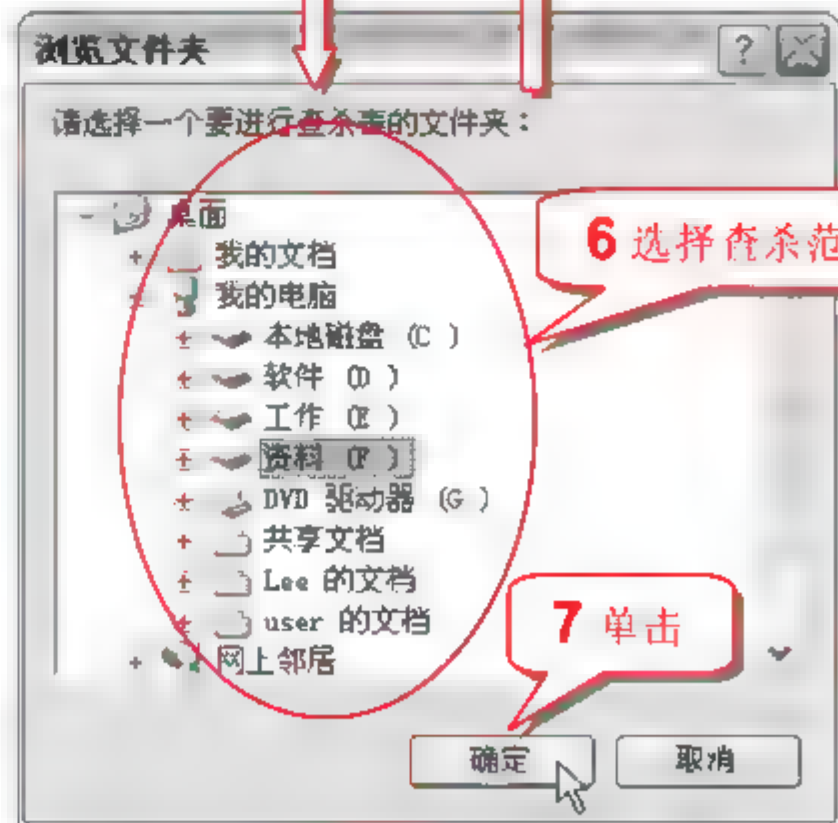 浏览文件夹
请选择一个要进行查杀毒的文件夹：
桌面
6 选择查杀范
我的文档
我的电脑
本地磁盘 (C )
软件 (D )
工作 (E )
资料 (F )
DVD 驱动器 (G )
共享文档
Lee 的文档
user 的文档
7 单击
网上邻居
确定
取消